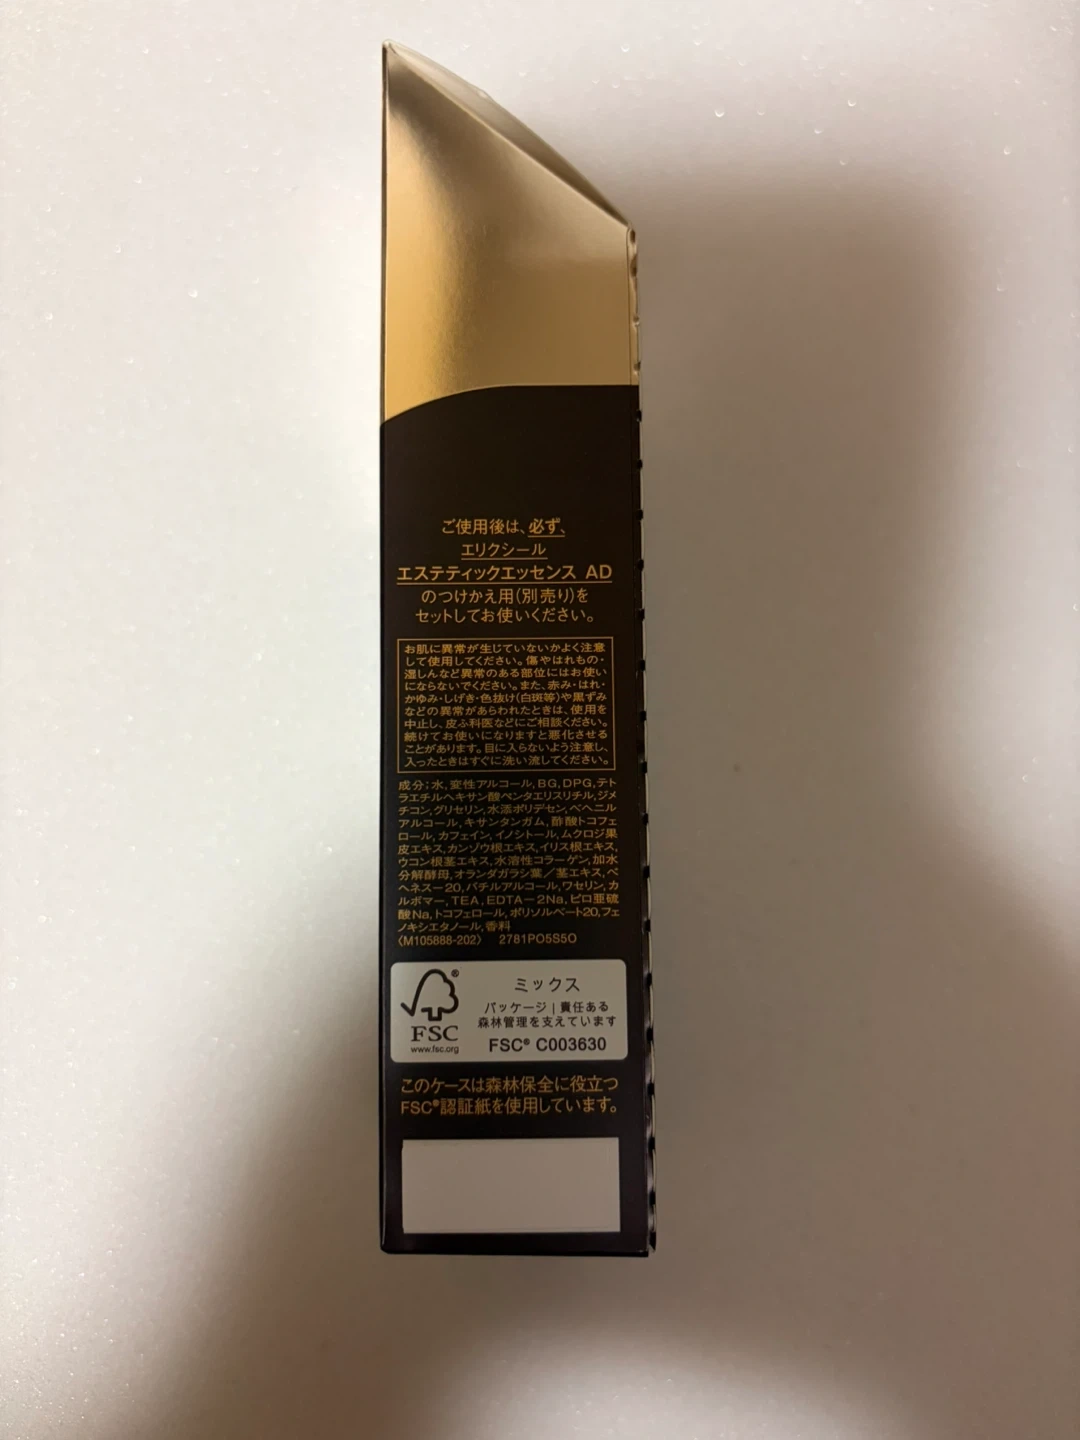 ご使用後は、必ず、
エリクシール
エステティックエッセンス AD
のつけかえ用(別売り)を
セットしてお使いください。
お肌に異常が生じていないかよく注意
して使用してください。傷やはれもの・
湿しんなど異常のある部位にはお使い
にならないでください。また、赤み・はれ・
かゆみ・しげき・色抜け(白斑等)や黒ずみ
などの異常があらわれたときは、使用を
中止し、皮ふ科医などにご相談ください。
続けてお使いになりますと悪化させる
ことがあります。目に入らないよう注意し、
入ったときはすぐに洗い流してください。
成分:水,変性アルコール,BG,DPG,テト
ラエチルヘキサン酸ペンタエリスリチル,ジメ
チコン,グリセリン,水添ポリデセン,ベヘニル
アルコール,キサンタンガム,酢酸トコフェ
ロール,カフェイン,イノシトール,ムクロジ果
皮エキス,カンゾウ根エキス,イリス根エキス,
ウコン根茎エキス,水溶性コラーゲン,加水
分解酵母,オランダガラシ葉/茎エキス,ベ
ヘネス-20,バチルアルコール,ワセリン,カ
ルボマー,TEA,EDTA-2Na,ピロ亜硫
酸Na,トコフェロール,ポリソルベート20,フェ
ノキシエタノール,香料
〈M105888-202〉 2781PO5S5O
FSC®
www.fsc.org
ミックス
パッケージ | 責任ある
森林管理を支えています
FSC® C003630
このケースは森林保全に役立つ
FSC®認証紙を使用しています。